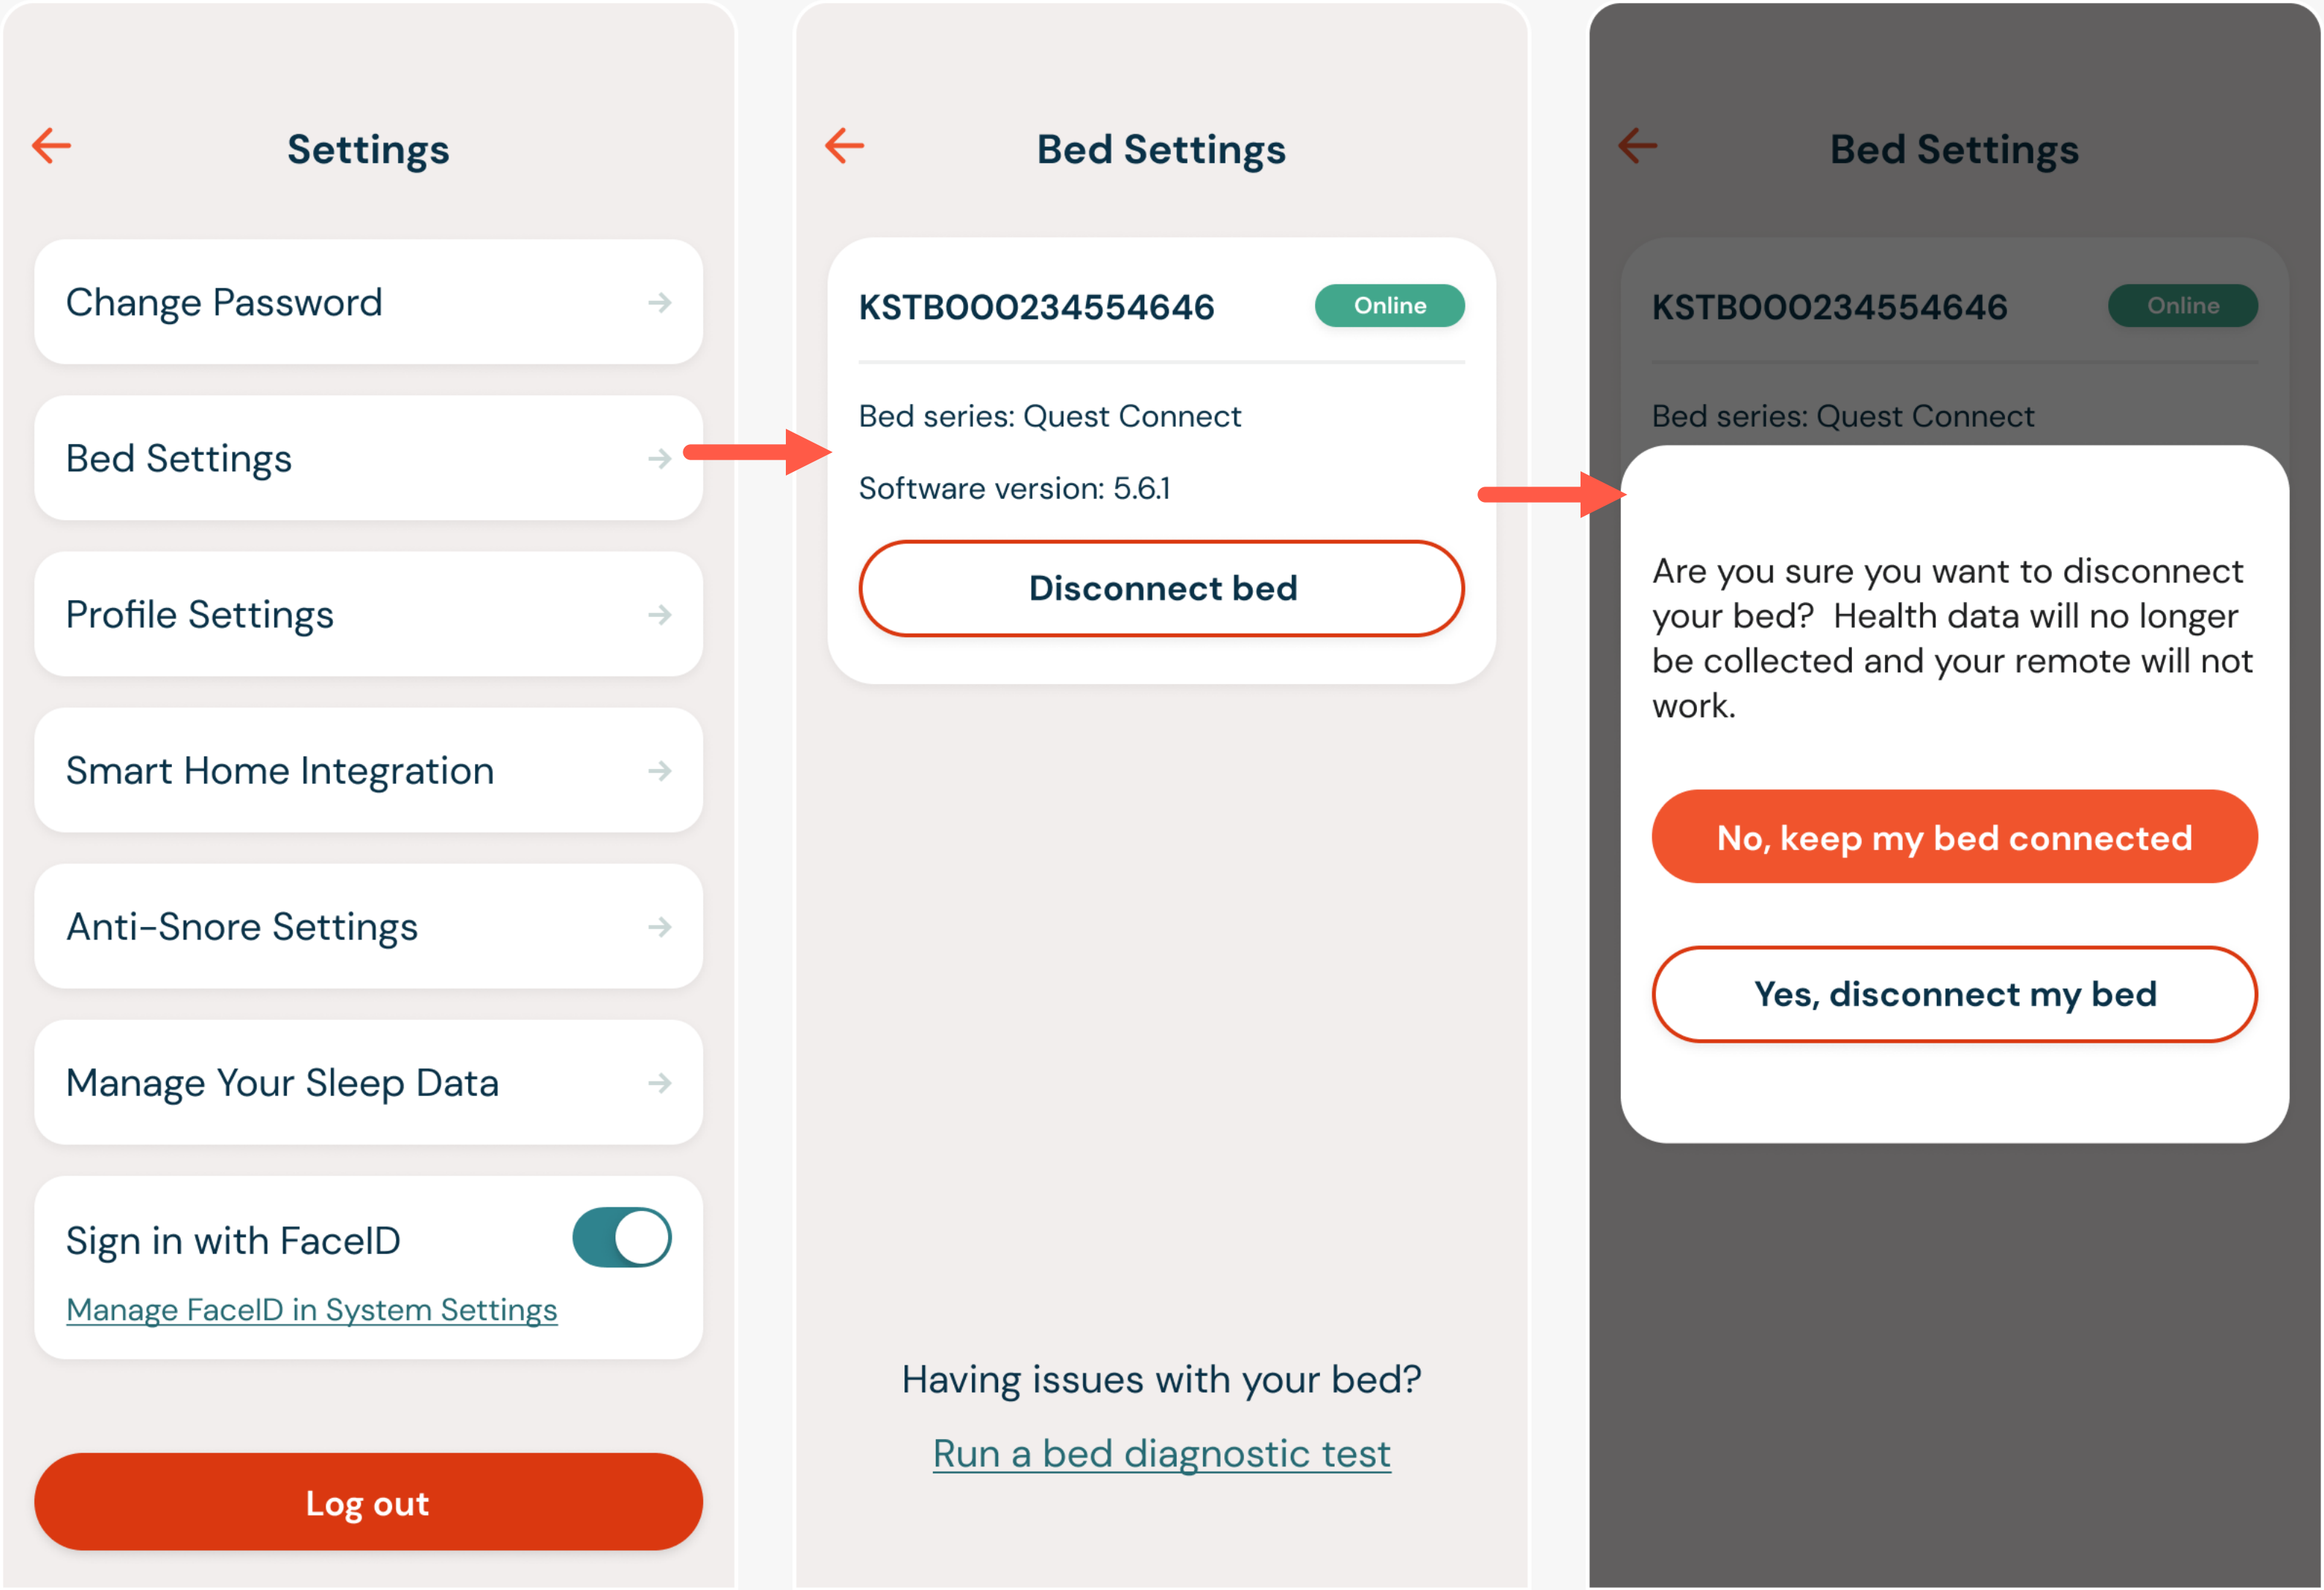 Settings
Change Password
Bed Settings
Profile Settings
Smart Home Integration
Anti-Snore Settings
Manage Your Sleep Data
Sign in with FaceID
Manage FaceID in System Settings
Log out
Bed Settings
KSTB000234554646
Online
Bed series: Quest Connect
Software version: 5.6.1
Disconnect bed
Having issues with your bed?
Run a bed diagnostic test
Bed Settings
KSTB000234554646
Online
Bed series: Quest Connect
Are you sure you want to disconnect
your bed?  Health data will no longer
be collected and your remote will not
work.
No, keep my bed connected
Yes, disconnect my bed